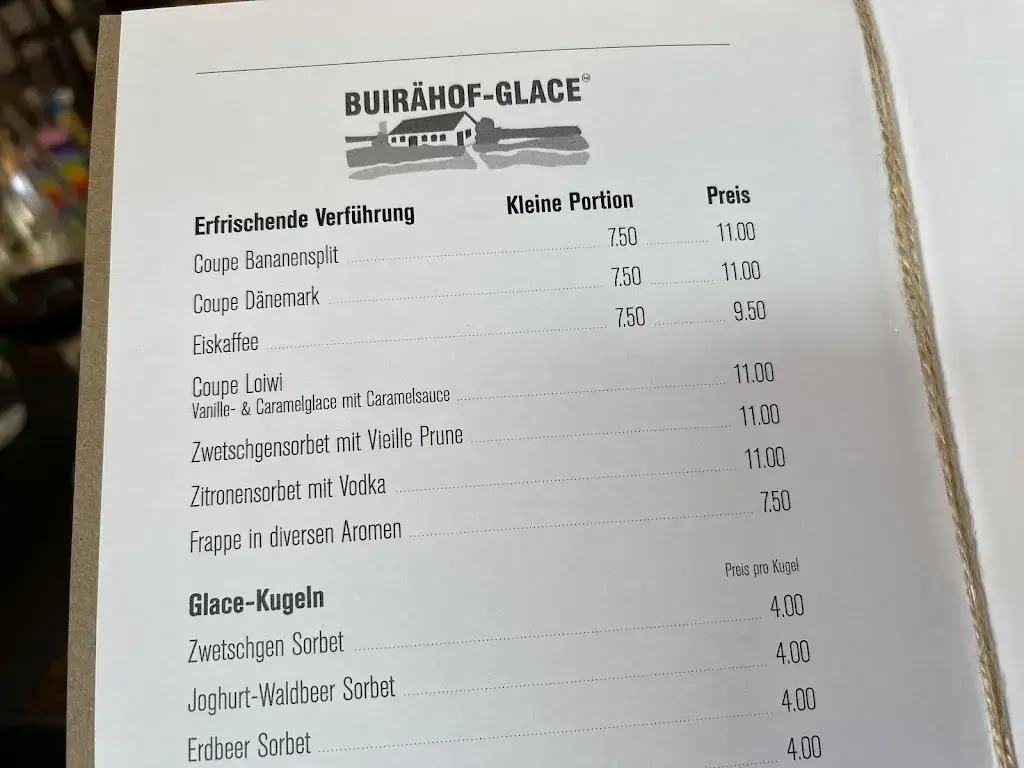 BUIRÄHOF-GLACE
Erfrischende Verführung Kleine Portion Preis
Coupe Bananensplit 7.50 11.00
Coupe Dänemark 7.50 11.00
Eiskaffee 7.50 9.50
Coupe Loiwi
Vanille- & Caramelglace mit Caramelsauce 11.00
Zwetschgensorbet mit Vieille Prune 11.00
Zitronensorbet mit Vodka 11.00
Frappe in diversen Aromen 7.50
Glace-Kugeln Preis pro Kugel
Zwetschgen Sorbet 4.00
Joghurt-Waldbeer Sorbet 4.00
Erdbeer Sorbet 4.00
4.00